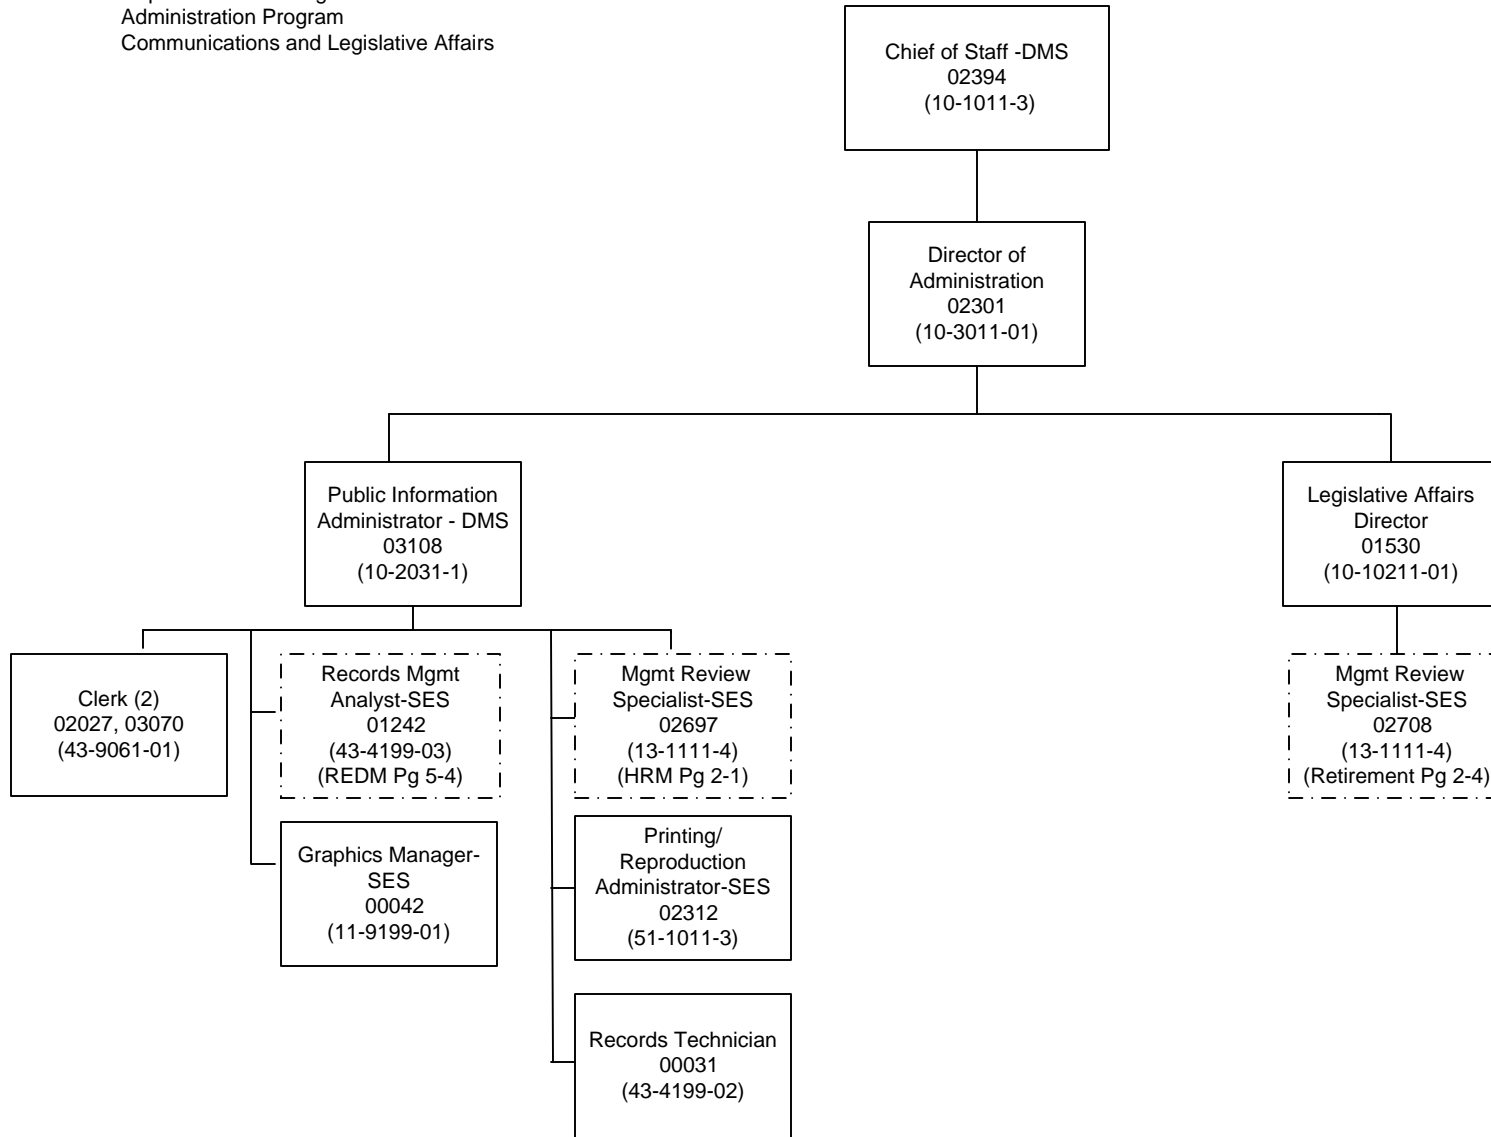 Administration Program
Communications and Legislative Affairs
Chief of Staff -DMS
02394
(10-1011-3)
Director of
Administration
02301
(10-3011-01)
Public Information
Administrator - DMS
03108
(10-2031-1)
Legislative Affairs
Director
01530
(10-10211-01)
Clerk (2)
02027, 03070
(43-9061-01)
Records Mgmt
Analyst-SES
01242
(43-4199-03)
(REDM Pg 5-4)
Mgmt Review
Specialist-SES
02697
(13-1111-4)
(HRM Pg 2-1)
Mgmt Review
Specialist-SES
02708
(13-1111-4)
(Retirement Pg 2-4)
Graphics Manager-
SES
00042
(11-9199-01)
Printing/
Reproduction
Administrator-SES
02312
(51-1011-3)
Records Technician
00031
(43-4199-02)